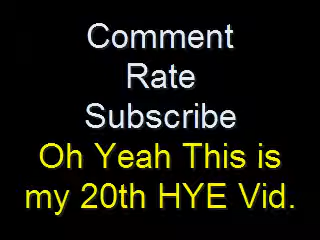 Comment
Rate
Subscribe
Oh Yeah This is
my 20th HYE Vid.